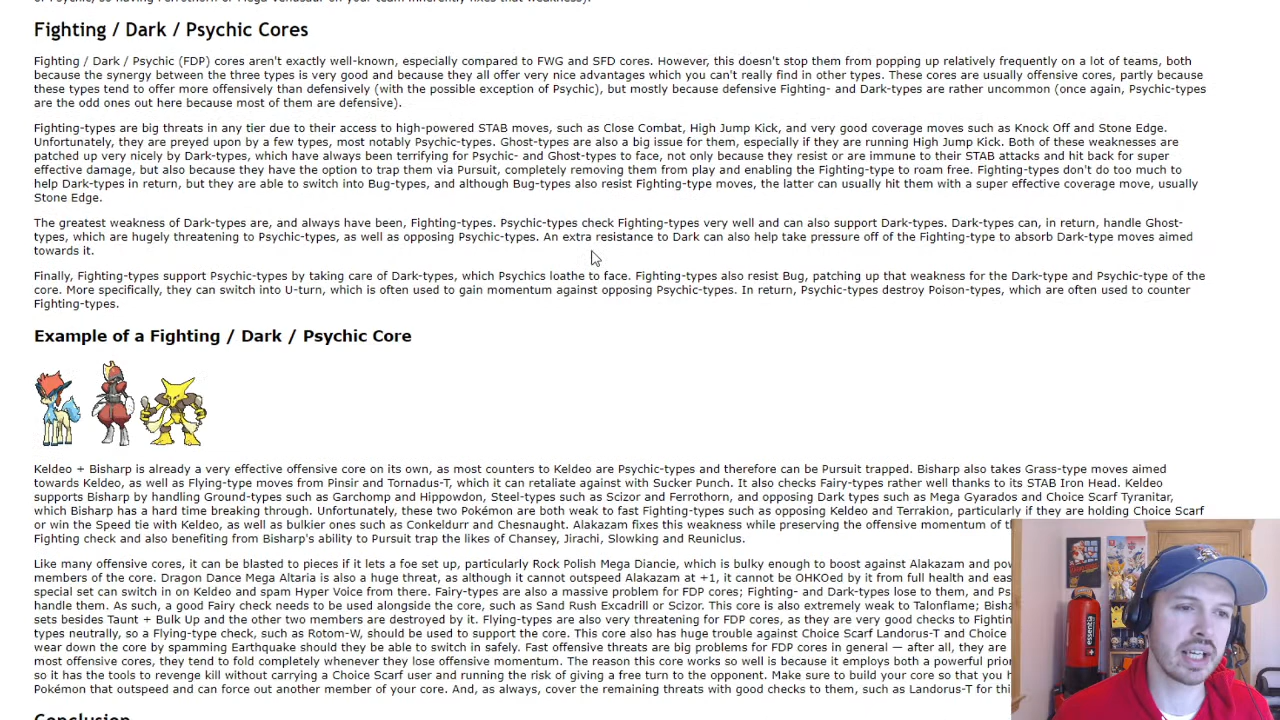 of Psychic, as having Ferrothorn or Mega Venusaur on your team inherently fixes that weakness).
Fighting / Dark / Psychic Cores
Fighting / Dark / Psychic (FDP) cores aren't exactly well-known, especially compared to FWG and SFD cores. However, this doesn't stop them from popping up relatively frequently on a lot of teams, both
because the synergy between the three types is very good and because they all offer very nice advantages which you can't really find in other types. These cores are usually offensive cores, partly because
these types tend to offer more offensively than defensively (with the possible exception of Psychic), but mostly because defensive Fighting- and Dark-types are rather uncommon (once again, Psychic-types
are the odd ones out here because most of them are defensive).
Fighting-types are big threats in any tier due to their access to high-powered STAB moves, such as Close Combat, High Jump Kick, and very good coverage moves such as Knock Off and Stone Edge.
Unfortunately, they are preyed upon by a few types, most notably Psychic-types. Ghost-types are also a big issue for them, especially if they are running High Jump Kick. Both of these weaknesses are
patched up very nicely by Dark-types, which have always been terrifying for Psychic- and Ghost-types to face, not only because they resist or are immune to their STAB attacks and hit back for super
effective damage, but also because they have the option to trap them via Pursuit, completely removing them from play and enabling the Fighting-type to roam free. Fighting-types don't do too much to
help Dark-types in return, but they are able to switch into Bug-types, and although Bug-types also resist Fighting-type moves, the latter can usually hit them with a super effective coverage move, usually
Stone Edge.
The greatest weakness of Dark-types are, and always have been, Fighting-types. Psychic-types check Fighting-types very well and can also support Dark-types. Dark-types can, in return, handle Ghost-
types, which are hugely threatening to Psychic-types, as well as opposing Psychic-types. An extra resistance to Dark can also help take pressure off of the Fighting-type to absorb Dark-type moves aimed
towards it.
Finally, Fighting-types support Psychic-types by taking care of Dark-types, which Psychics loathe to face. Fighting-types also resist Bug, patching up that weakness for the Dark-type and Psychic-type of the
core. More specifically, they can switch into U-turn, which is often used to gain momentum against opposing Psychic-types. In return, Psychic-types destroy Poison-types, which are often used to counter
Fighting-types.
Example of a Fighting / Dark / Psychic Core
Keldeo + Bisharp is already a very effective offensive core on its own, as most counters to Keldeo are Psychic-types and therefore can be Pursuit trapped. Bisharp also takes Grass-type moves aimed
towards Keldeo, as well as Flying-type moves from Pinsir and Tornadus-T, which it can retaliate against with Sucker Punch. It also checks Fairy-types rather well thanks to its STAB Iron Head. Keldeo
supports Bisharp by handling Ground-types such as Garchomp and Hippowdon, Steel-types such as Scizor and Ferrothorn, and opposing Dark types such as Mega Gyarados and Choice Scarf Tyranitar,
which Bisharp has a hard time breaking through. Unfortunately, these two Pokémon are both weak to fast Fighting-types such as opposing Keldeo and Terrakion, particularly if they are holding Choice Scarf
or win the Speed tie with Keldeo, as well as bulkier ones such as Conkeldurr and Chesnaught. Alakazam fixes this weakness while preserving the offensive momentum of
Fighting check and also benefiting from Bisharp's ability to Pursuit trap the likes of Chansey, Jirachi, Slowking and Reuniclus.
Like many offensive cores, it can be blasted to pieces if it lets a foe set up, particularly Rock Polish Mega Diancie, which is bulky enough to boost against Alakazam and
members of the core. Dragon Dance Mega Altaria is also a huge threat, as although it cannot outspeed Alakazam at +1, it cannot be OHKOed by it from full health and
special set can switch in on Keldeo and spam Hyper Voice from there. Fairy-types are also a massive problem for FDP cores; Fighting- and Dark-types lose to them, and
handle them. As such, a good Fairy check needs to be used alongside the core, such as Sand Rush Excadrill or Scizor. This core is also extremely weak to Talonflame;
sets besides Taunt + Bulk Up and the other two members are destroyed by it. Flying-types are also very threatening for FDP cores, as they are very good checks to
types neutrally, so a Flying-type check, such as Rotom-W, should be used to support the core. This core also has huge trouble against Choice Scarf Landorus-T and Choice
wear down the core by spamming Earthquake should they be able to switch in safely. Fast offensive threats are big problems for FDP cores in general — after all, they are
most offensive cores, they tend to fold completely whenever they lose offensive momentum. The reason this core works so well is because it employs both a powerful
so it has the tools to revenge kill without carrying a Choice Scarf user and running the risk of giving a free turn to the opponent. Make sure to build your core so that you
Pokémon that outspeed and can force out another member of your core. And, as always, cover the remaining threats with good checks to them, such as Landorus-T for
Conclusion